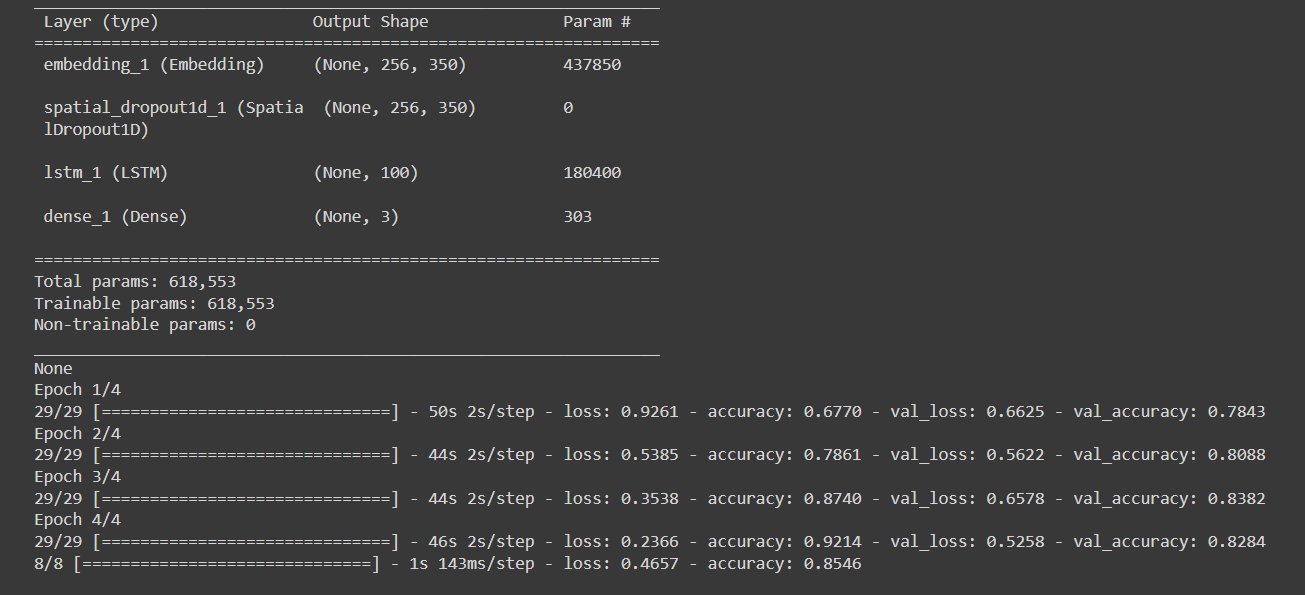 Layer (type) Output Shape Param #
=================================================================
embedding_1 (Embedding) (None, 256, 350) 437850
spatial_dropout1d_1 (Spatia (None, 256, 350) 0
lDropout1D)
lstm_1 (LSTM) (None, 100) 180400
dense_1 (Dense) (None, 3) 303
=================================================================
Total params: 618,553
Trainable params: 618,553
Non-trainable params: 0
_________________________________________________________________
None
Epoch 1/4
29/29 [==============================] - 50s 2s/step - loss: 0.9261 - accuracy: 0.6770 - val_loss: 0.6625 - val_accuracy: 0.7843
Epoch 2/4
29/29 [==============================] - 44s 2s/step - loss: 0.5385 - accuracy: 0.7861 - val_loss: 0.5622 - val_accuracy: 0.8088
Epoch 3/4
29/29 [==============================] - 44s 2s/step - loss: 0.3538 - accuracy: 0.8740 - val_loss: 0.6578 - val_accuracy: 0.8382
Epoch 4/4
29/29 [==============================] - 46s 2s/step - loss: 0.2366 - accuracy: 0.9214 - val_loss: 0.5258 - val_accuracy: 0.8284
8/8 [==============================] - 1s 143ms/step - loss: 0.4657 - accuracy: 0.8546